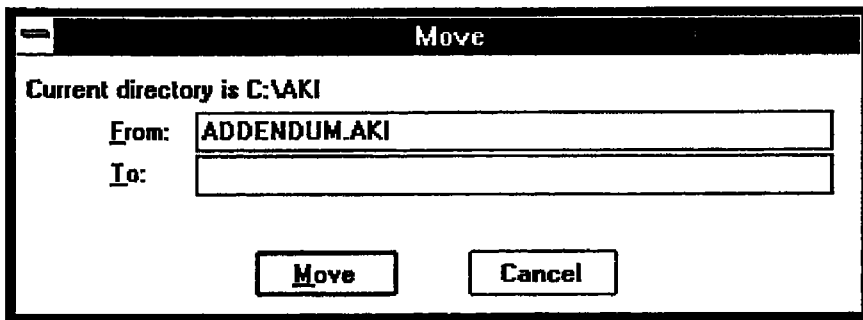 Move
Current directory is C:\AKI
From: ADDENDUM.AKI
To:
Move Cancel